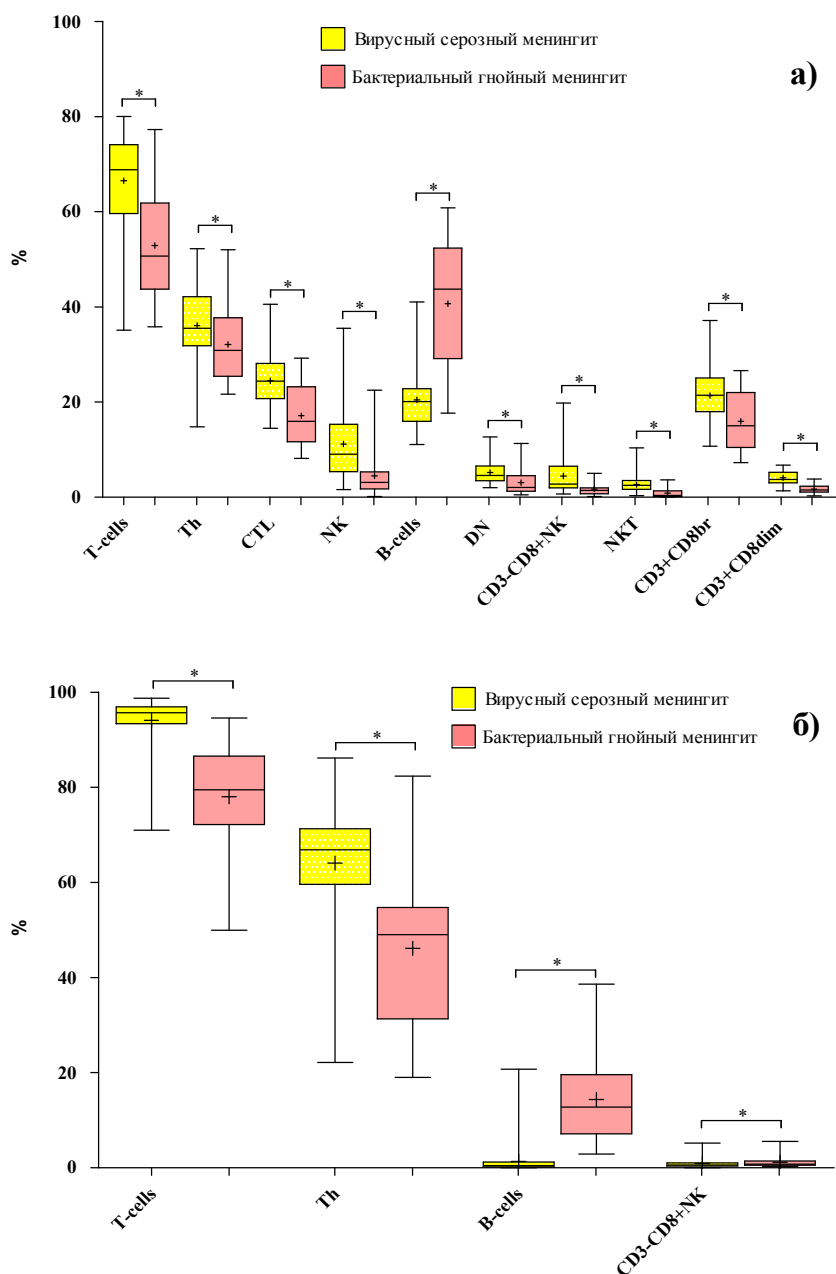 100
80
60
40
20
0
%
Вирусный серозный менингит
Бактериальный гнойный менингит
а)
*
*
*
*
*
*
*
*
*
*
T-cells
Th
CTL
NK
B-cells
DN
CD3-CD8+NK
NKT
CD3+CD8br
CD3+CD8dim
100
80
60
40
20
0
%
Вирусный серозный менингит
Бактериальный гнойный менингит
б)
*
*
*
*
T-cells
Th
B-cells
CD3-CD8+NK